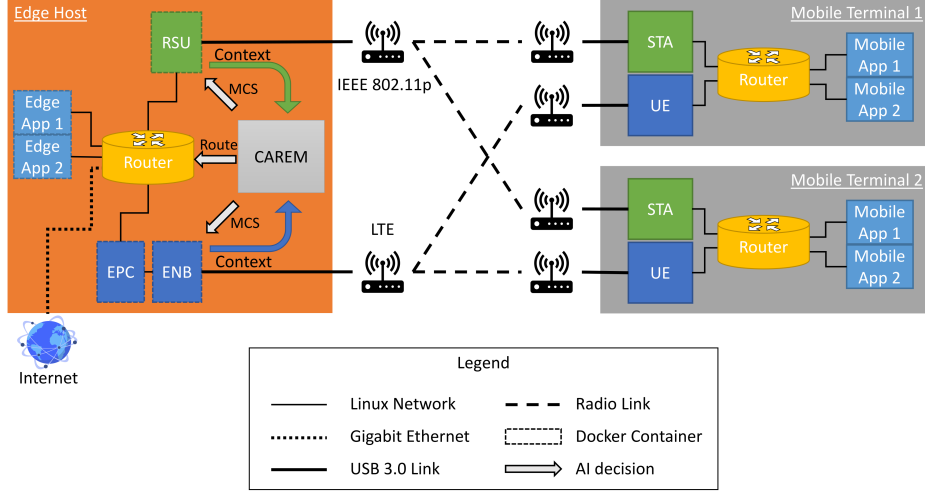 Edge Host
RSU
Context
MCS
IEEE 802.11p
Edge
App 1
Edge
App 2
Router
Route
CAREM
MCS
Context
EPC
ENB
LTE
Internet
Mobile Terminal 1
STA
UE
Router
Mobile
App 1
Mobile
App 2
Mobile Terminal 2
STA
UE
Router
Mobile
App 1
Mobile
App 2
Legend
Linux Network
Radio Link
Gigabit Ethernet
Docker Container
USB 3.0 Link
AI decision